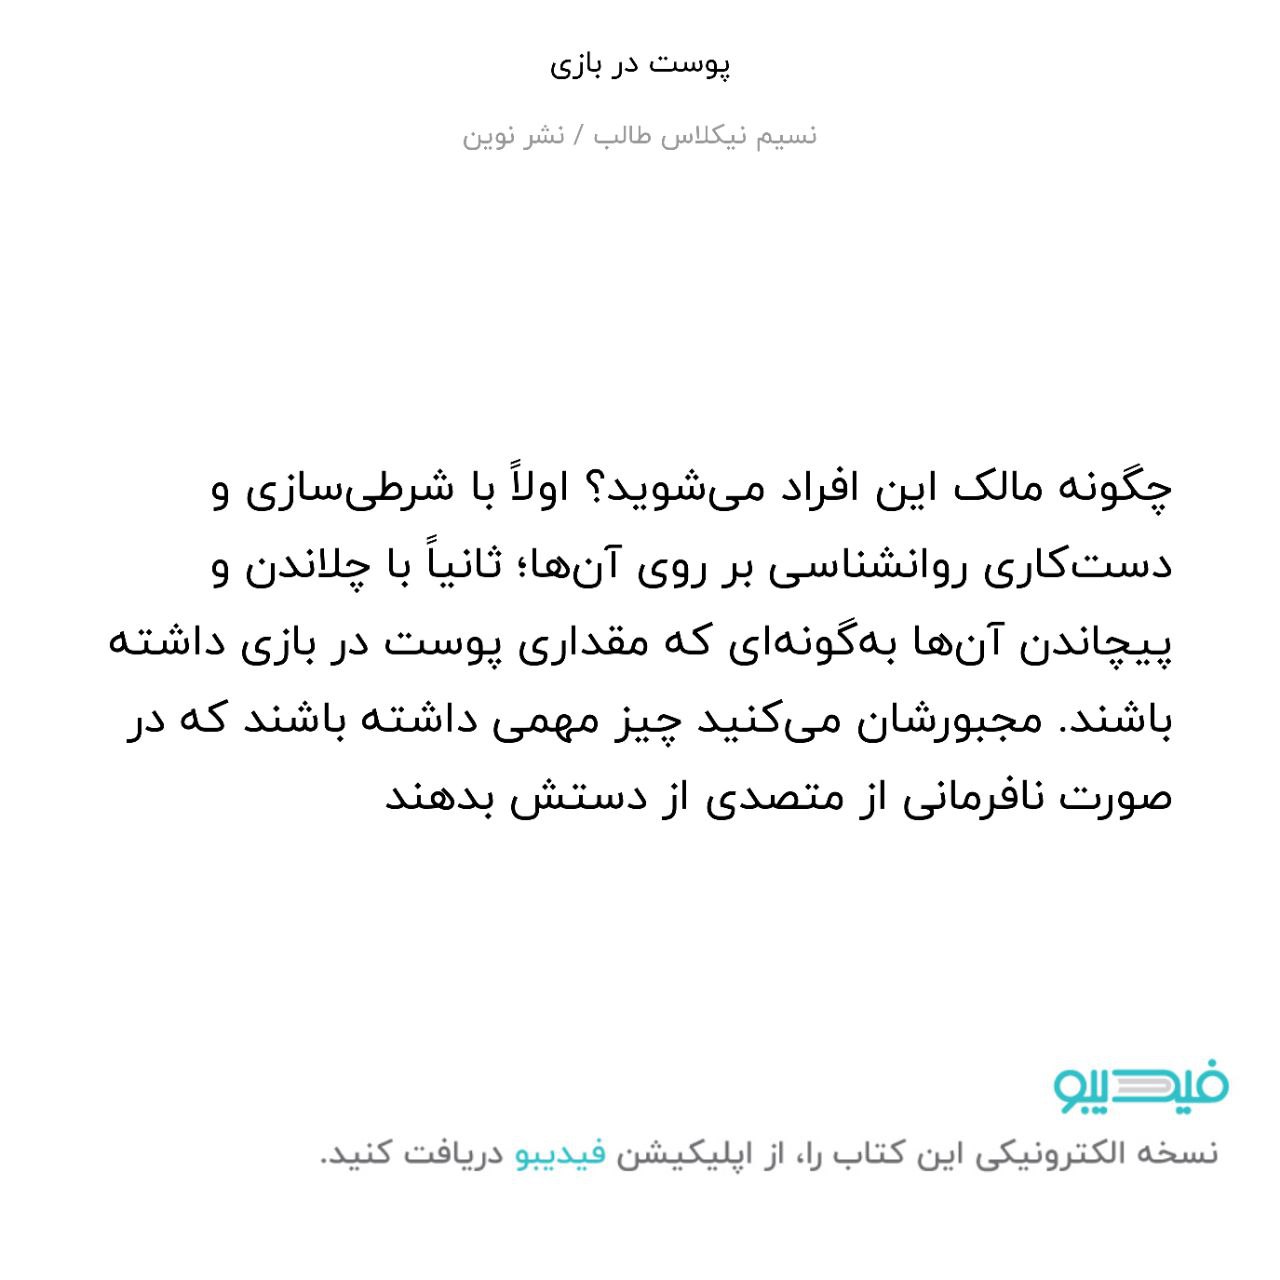 پوست در بازی
نسیم نیکلاس طالب / نشر نوین
چگونه مالک این افراد می‌شوید؟ اولاً با شرطی‌سازی و
دست‌کاری روانشناسی بر روی آن‌ها؛ ثانیاً با چلاندن و
پیچاندن آن‌ها به‌گونه‌ای که مقداری پوست در بازی داشته
باشند. مجبورشان می‌کنید چیز مهمی داشته باشند که در
صورت نافرمانی از متصدی از دستش بدهند
فیدیبو
نسخه الکترونیکی این کتاب را، از اپلیکیشن فیدیبو دریافت کنید.